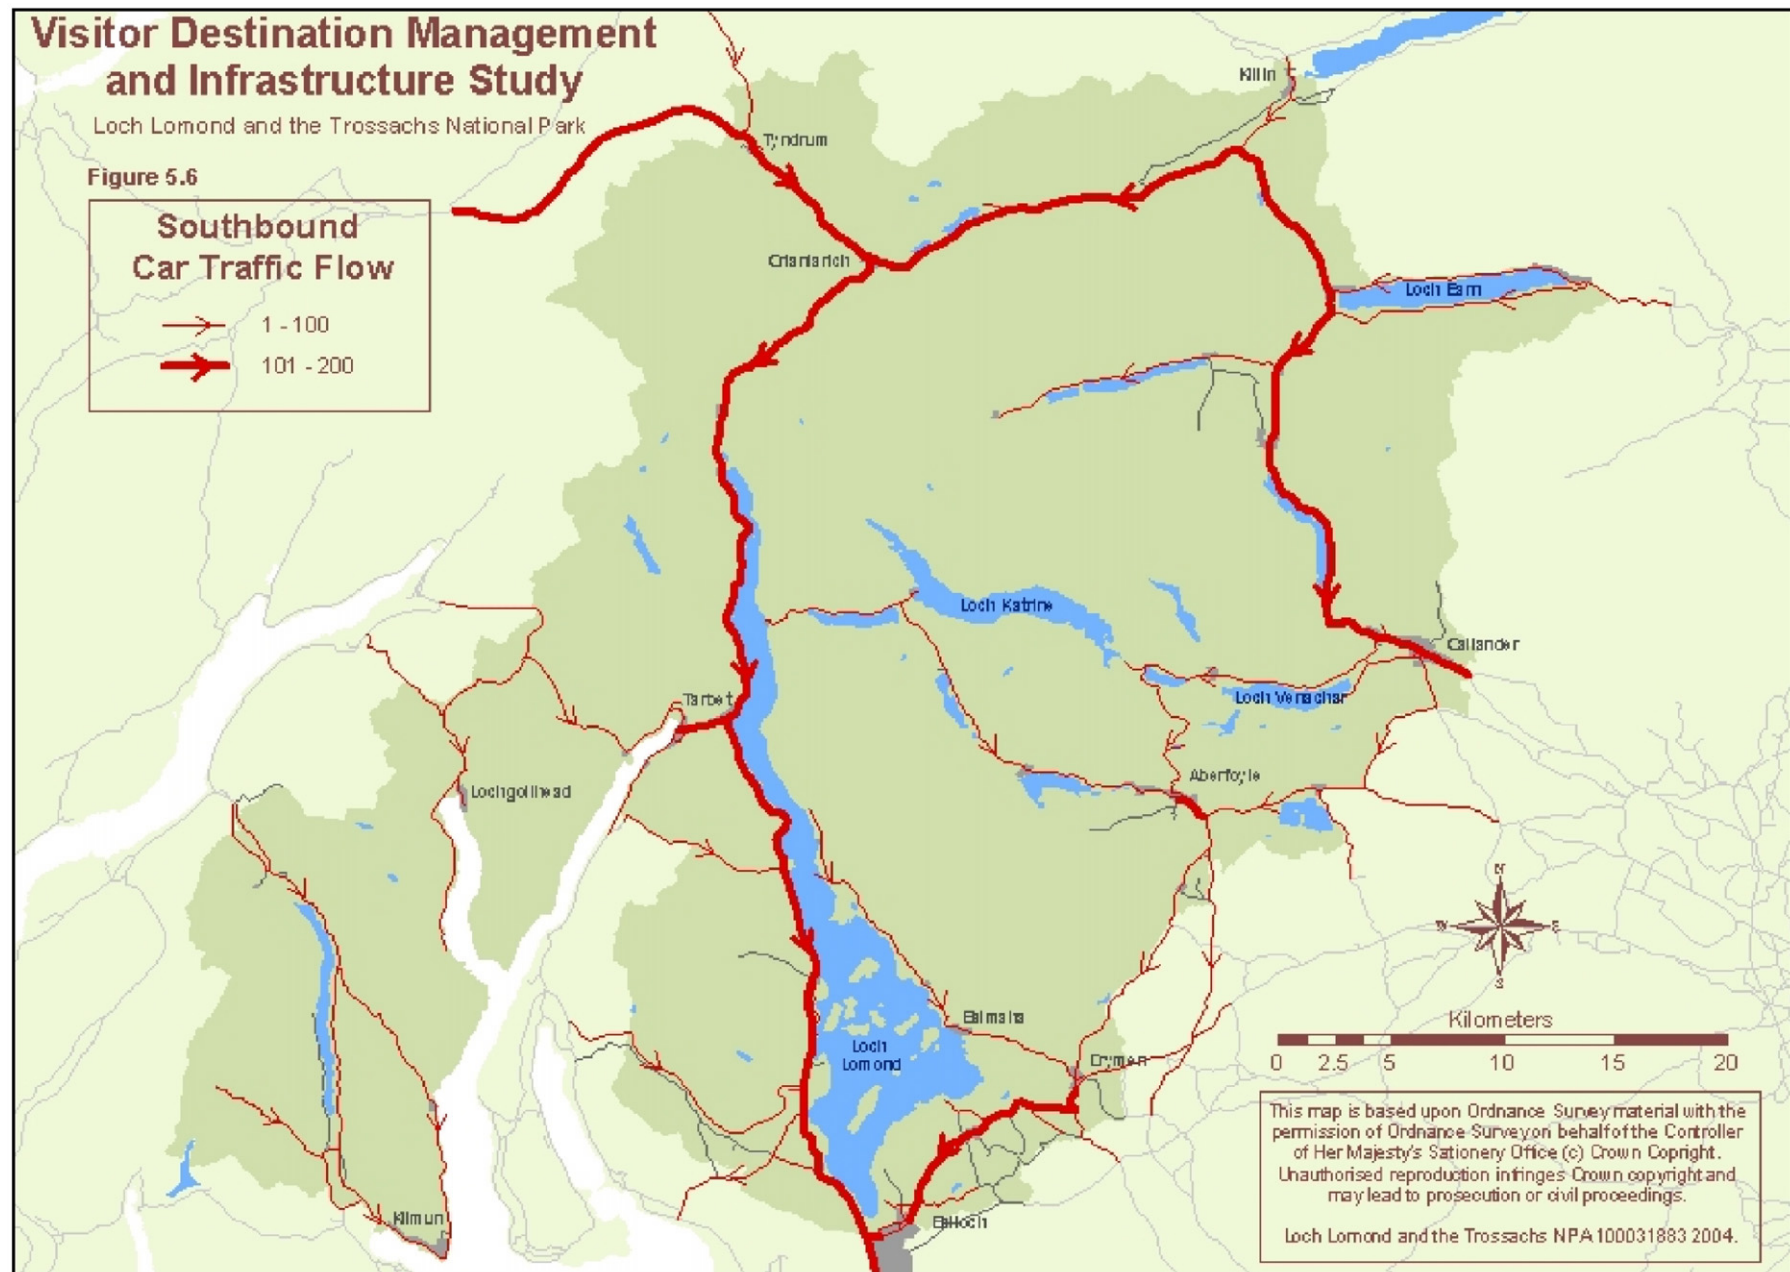 Visitor Destination Management
and Infrastructure Study
Loch Lomond and the Trossachs National Park
Figure 5.6
Southbound
Car Traffic Flow
1 - 100
101 - 200
Killin
Tyndrum
Crianlarich
Loch Earn
Loch Katrine
Callander
Tarbet
Loch Venachar
Aberfoyle
Lochgoilhead
N
W
E
S
Balmaha
Loch
Lomond
Drymen
Kilmun
Balloch
Kilometers
0 2.5 5 10 15 20
This map is based upon Ordnance Survey material with the
permission of Ordnance Survey on behalf of the Controller
of Her Majesty's Sationery Office (c) Crown Copright.
Unauthorised reproduction infringes Crown copyright and
may lead to prosecution or civil proceedings.
Loch Lomond and the Trossachs NPA 100031883 2004.